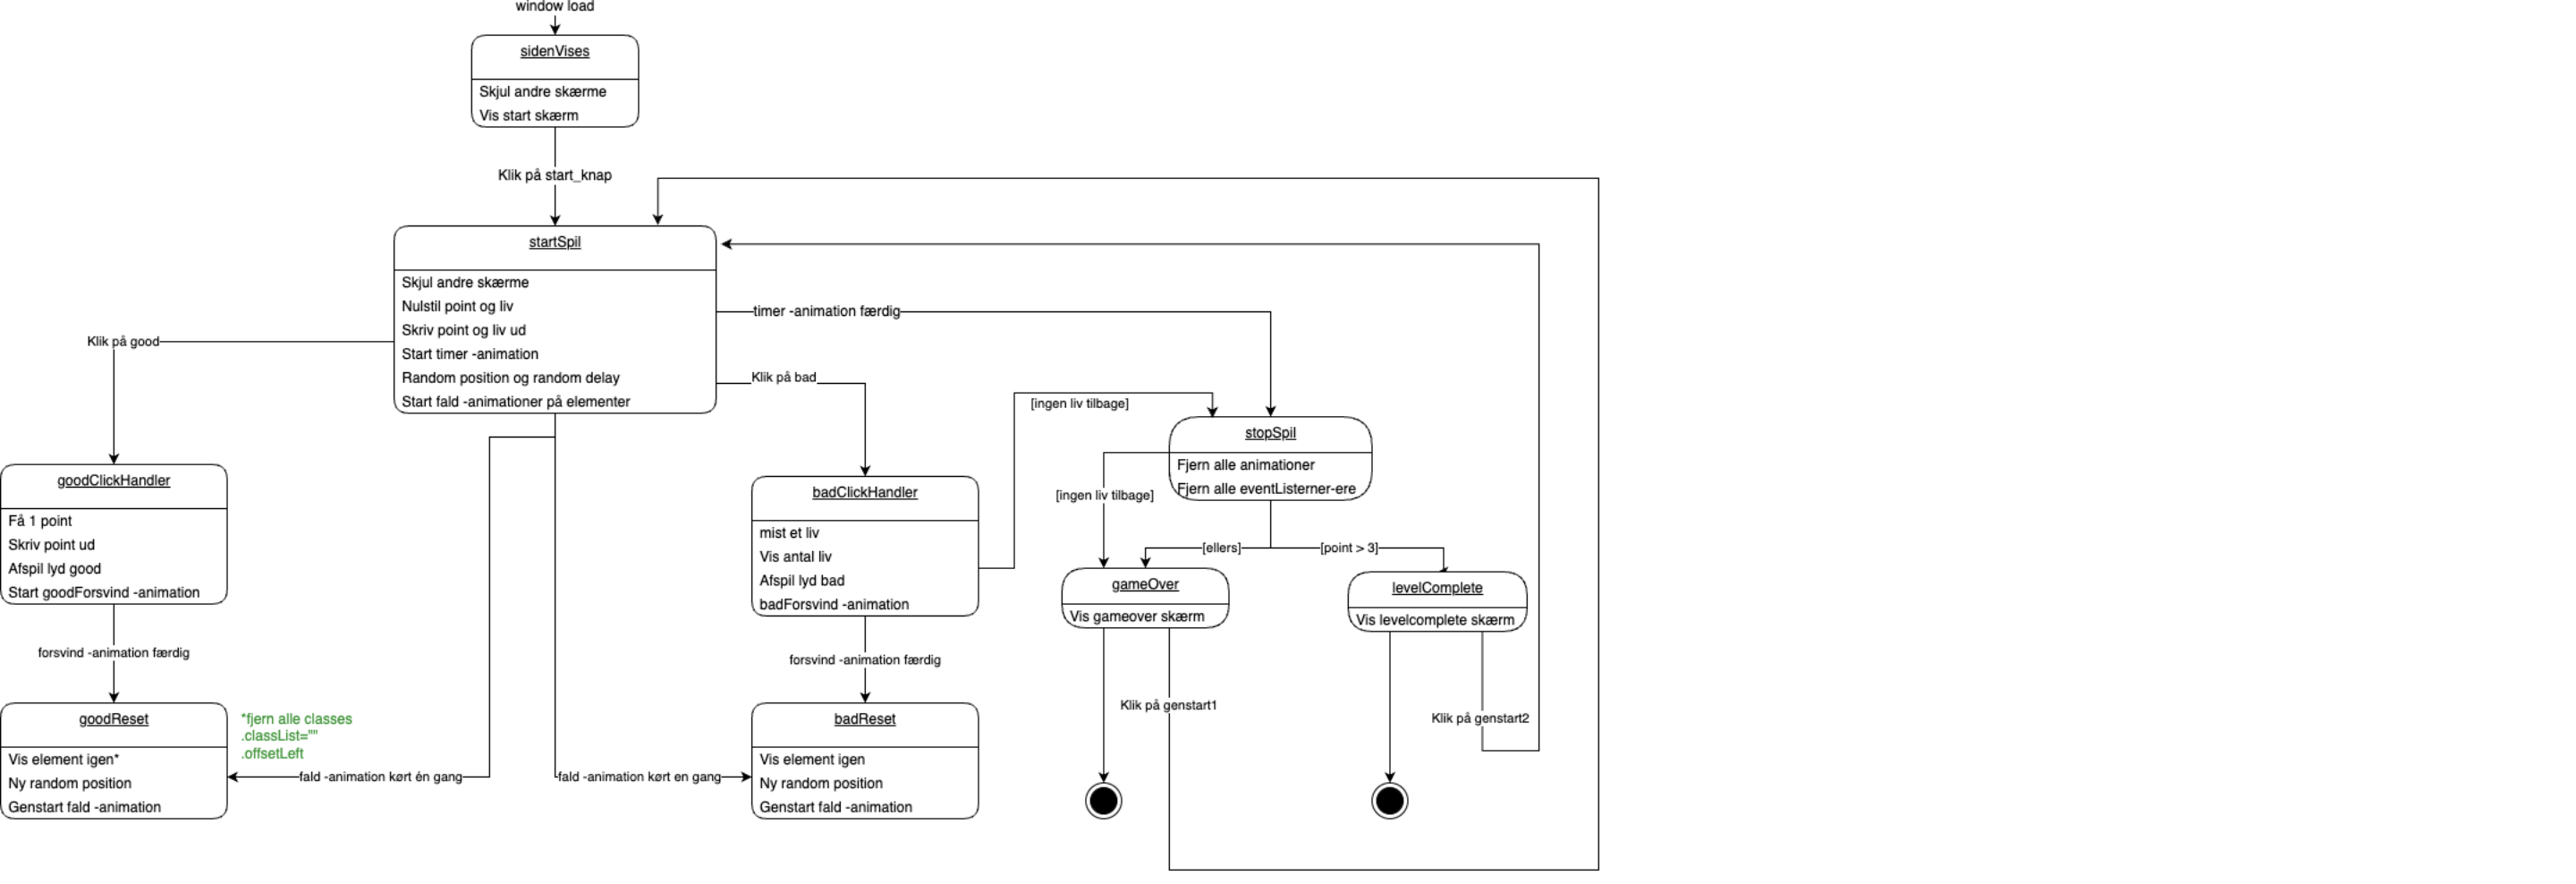 window load
sidenVises
Skjul andre skærme
Vis start skærm
Klik på start_knap
startSpil
Skjul andre skærme
Nulstil point og liv
Skriv point og liv ud
Start timer -animation
Random position og random delay
Start fald -animationer på elementer
timer -animation færdig
Klik på good
Klik på bad
[ingen liv tilbage]
stopSpil
Fjern alle animationer
Fjern alle eventListerner-ere
goodClickHandler
Få 1 point
Skriv point ud
Afspil lyd good
Start goodForsvind -animation
badClickHandler
mist et liv
Vis antal liv
Afspil lyd bad
badForsvind -animation
[ingen liv tilbage]
[ellers]
[point > 3]
gameOver
Vis gameover skærm
levelComplete
Vis levelcomplete skærm
forsvind -animation færdig
forsvind -animation færdig
Klik på genstart1
Klik på genstart2
goodReset
Vis element igen*
Ny random position
Genstart fald -animation
*fjern alle classes
.classList=""
.offsetLeft
fald -animation kørt én gang
fald -animation kørt en gang
badReset
Vis element igen
Ny random position
Genstart fald -animation